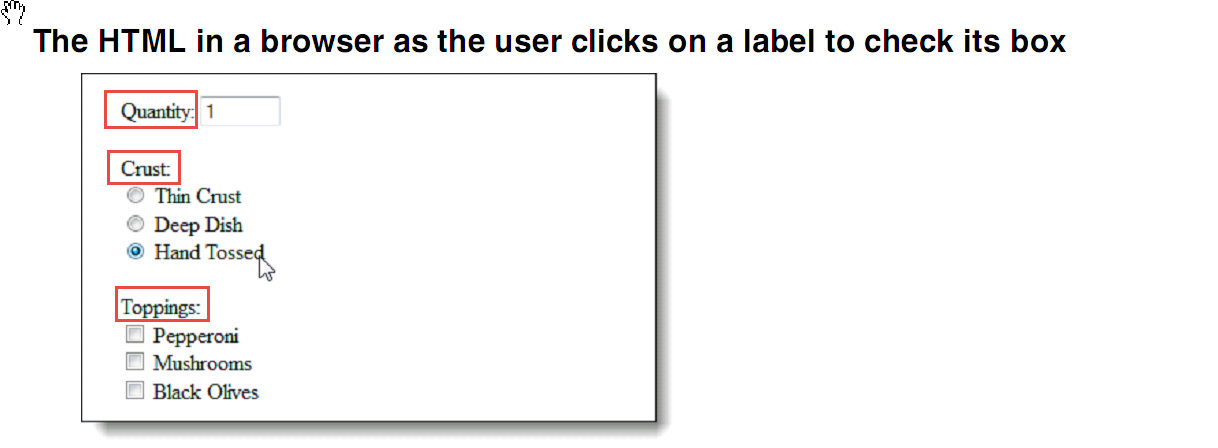 The HTML in a browser as the user clicks on a label to check its box
Quantity: 1
Crust:
Thin Crust
Deep Dish
Hand Tossed
Toppings:
Pepperoni
Mushrooms
Black Olives